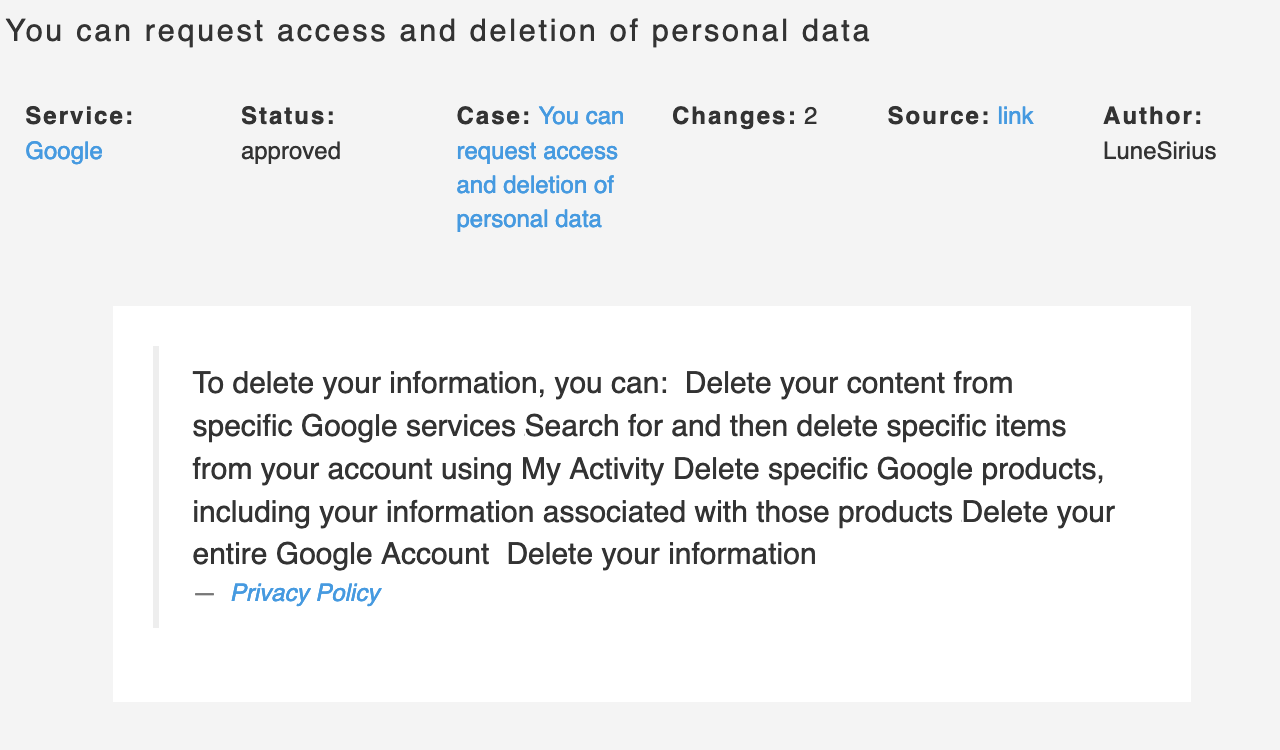 You can request access and deletion of personal data
Service:
Google
Status:
approved
Case: You can
request access
and deletion of
personal data
Changes: 2
Source: link
Author:
LuneSirius
To delete your information, you can:  Delete your content from
specific Google services Search for and then delete specific items
from your account using My Activity Delete specific Google products,
including your information associated with those products Delete your
entire Google Account  Delete your information
— Privacy Policy